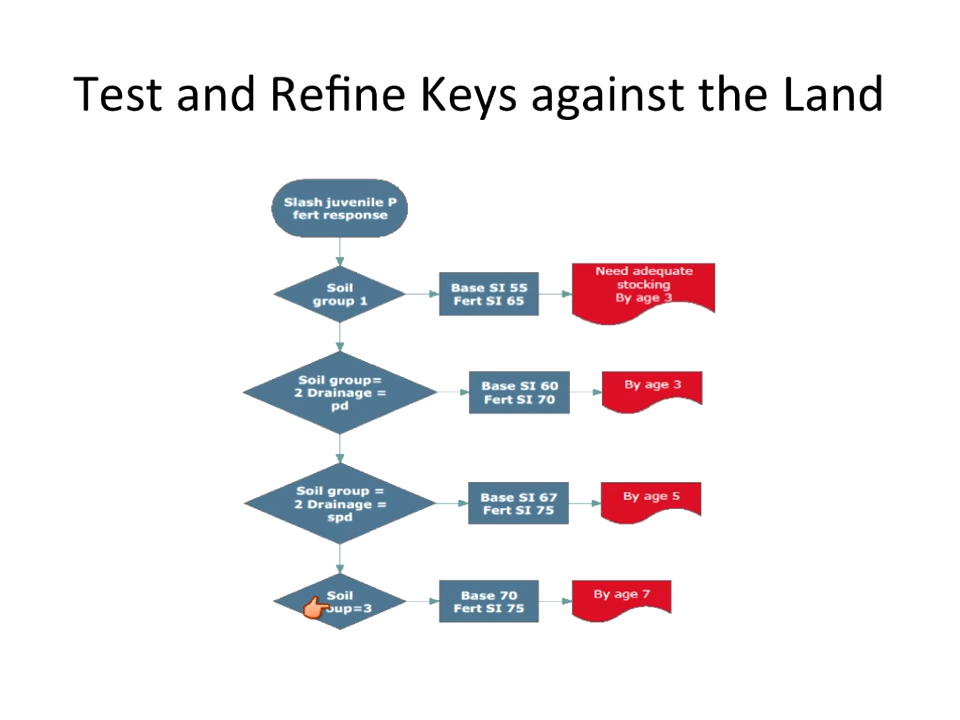 Test and Refine Keys against the Land
Slash juvenile P
fert response
Soil
group 1
Base SI 55
Fert SI 65
Need adequate
stocking
By age 3
Soil group=
2 Drainage =
pd
Base SI 60
Fert SI 70
By age 3
Soil group =
2 Drainage =
spd
Base SI 67
Fert SI 75
By age 5
Soil
oup=3
Base 70
Fert SI 75
By age 7